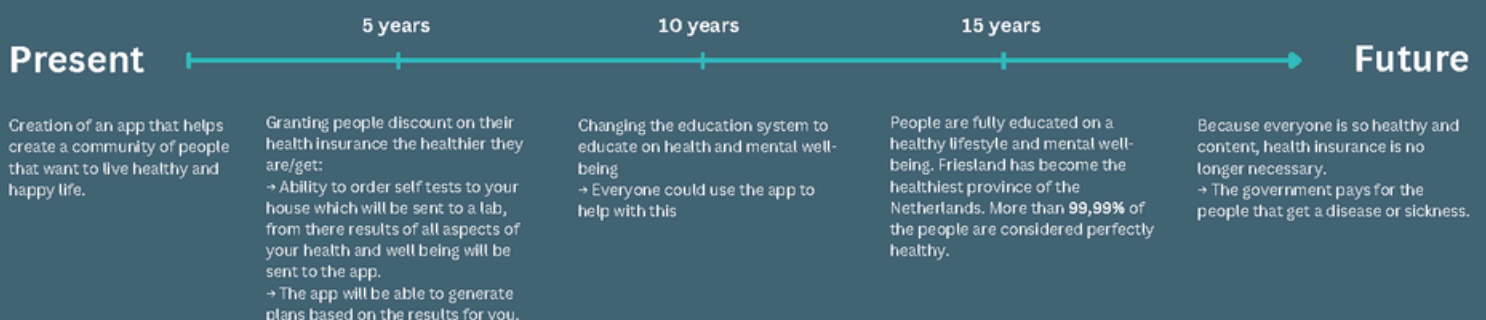 5 years
10 years
15 years
Present
Future
Creation of an app that helps
create a community of people
that want to live healthy and
happy life.
Granting people discount on their
health insurance the healthier they
are/get:
→ Ability to order self tests to your
house which will be sent to a lab,
from there results of all aspects of
your health and well being will be
sent to the app.
→ The app will be able to generate
plans based on the results for you.
Changing the education system to
educate on health and mental well-
being
→ Everyone could use the app to
help with this
People are fully educated on a
healthy lifestyle and mental well-
being. Friesland has become the
healthiest province of the
Netherlands. More than 99,99% of
the people are considered perfectly
healthy.
Because everyone is so healthy and
content, health insurance is no
longer necessary.
→ The government pays for the
people that get a disease or sickness.